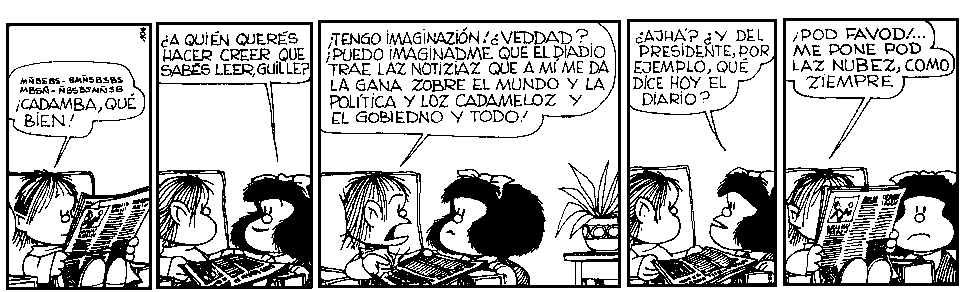 MÑBSBS - BMÑSBSBS
MBSÑ - ÑBSBSMÑSB
¡CADAMBA, QUÉ
BIEN!
¿A QUIÉN QUERÉS
HACER CREER QUE
SABÉS LEER, GUILLE?
¡TENGO IMAGINAZIÓN! ¿VEDDAD?
¡PUEDO IMAGINADME QUE EL DIADIO
TRAE LAZ NOTIZIAZ QUE A MÍ ME DA
LA GANA ZOBRE EL MUNDO Y LA
POLÍTICA Y LOZ CADAMELOZ Y
EL GOBIEDNO Y TODO!
¿AJHÁ? ¿Y DEL
PRESIDENTE, POR
EJEMPLO, QUÉ
DICE HOY EL
DIARIO?
¡POD FAVOD!...
ME PONE POD
LAZ NUBEZ, COMO
ZIEMPRE